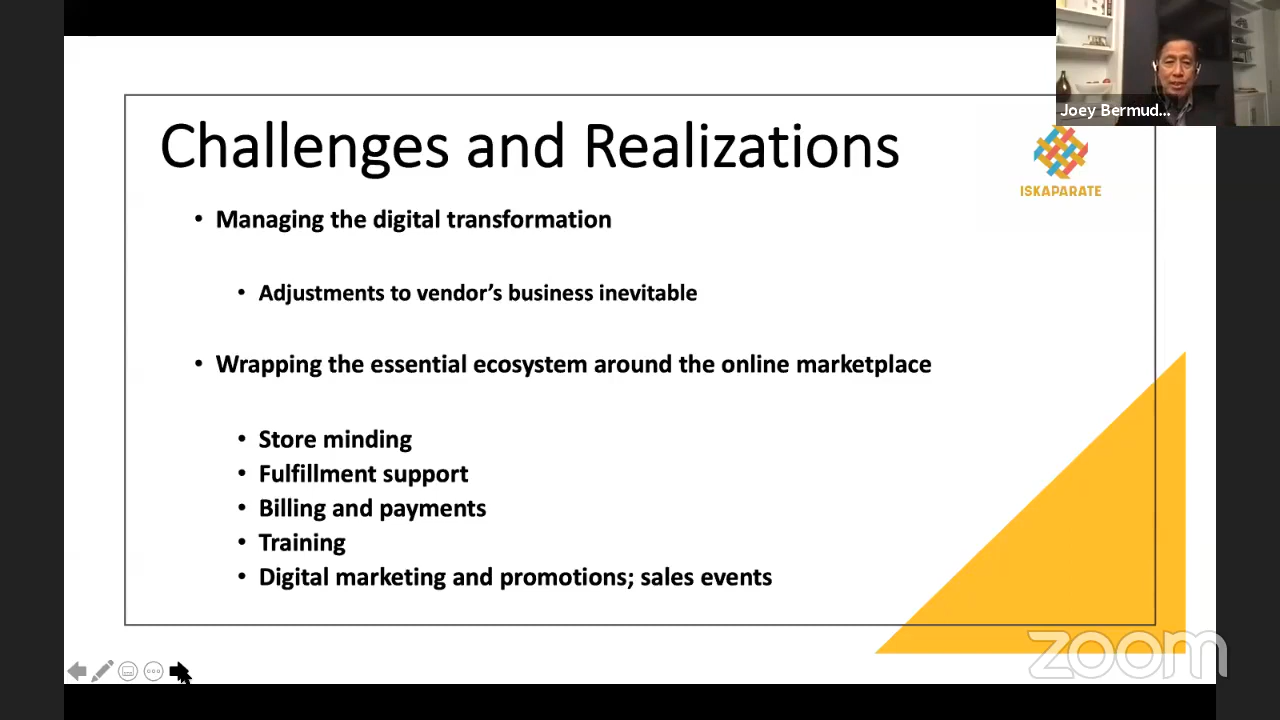 Joey Bermud...
Challenges and Realizations
ISKAPARATE
• Managing the digital transformation
• Adjustments to vendor's business inevitable
• Wrapping the essential ecosystem around the online marketplace
• Store minding
• Fulfillment support
• Billing and payments
• Training
• Digital marketing and promotions; sales events
zoom